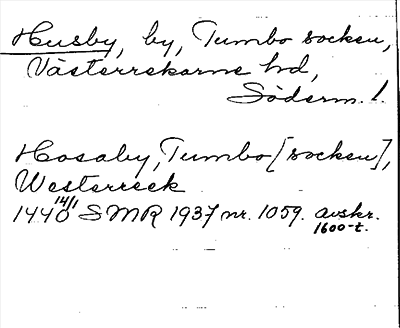 Husby, by, Tumbo socken,
Västerrekarne hd,
Söderm. l.
Hosaby, Tumbo [socken],
Westerreek
1440 14/1 SMR 1937 nr. 1059. avskr.
1600-t.